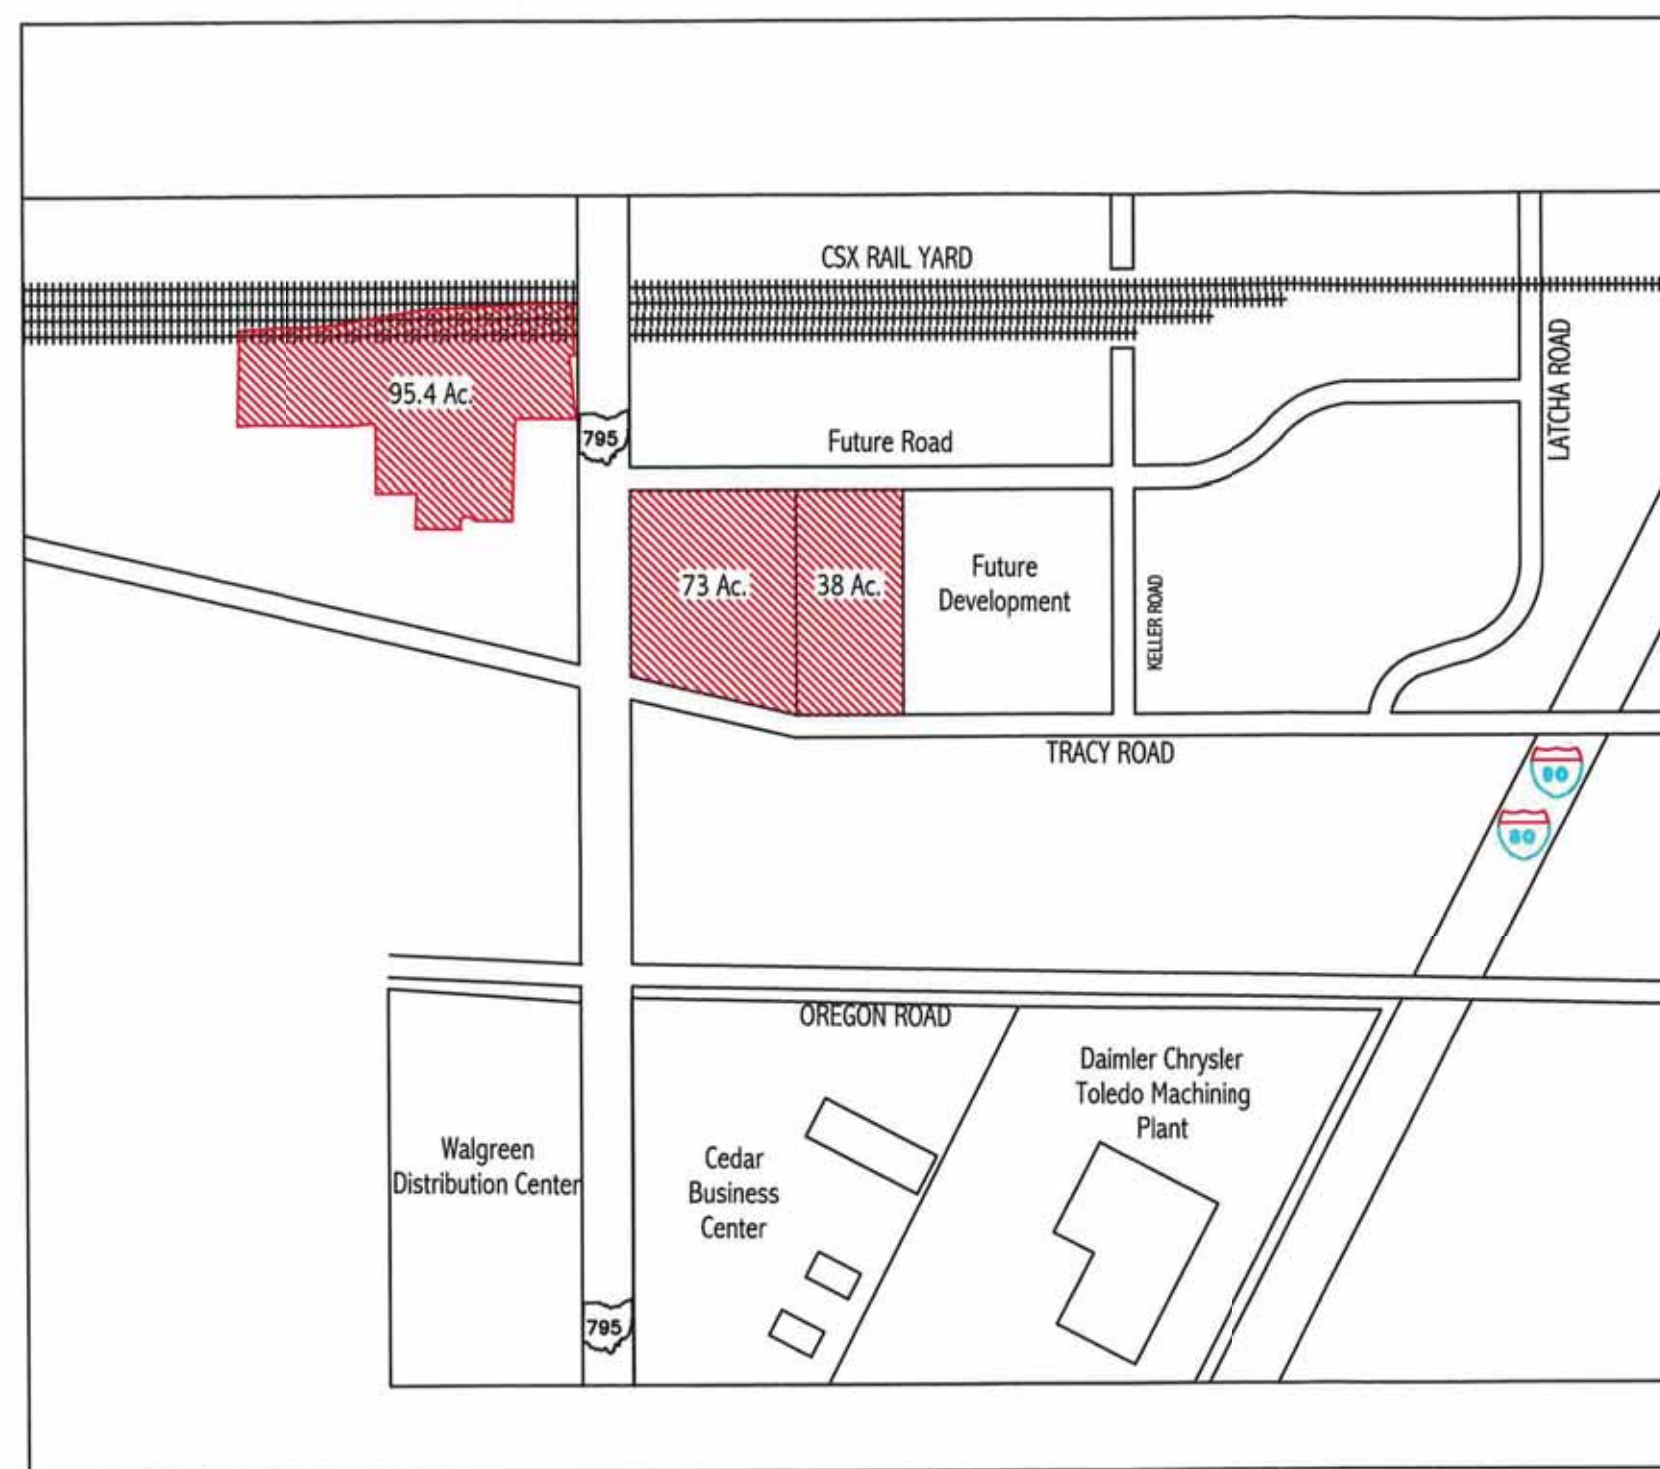 CSX RAIL YARD
95.4 Ac.
795
Future Road
LATCHA ROAD
73 Ac.
38 Ac.
Future
Development
KELLER ROAD
TRACY ROAD
90
80
OREGON ROAD
Walgreen
Distribution Center
Cedar
Business
Center
Daimler Chrysler
Toledo Machining
Plant
795